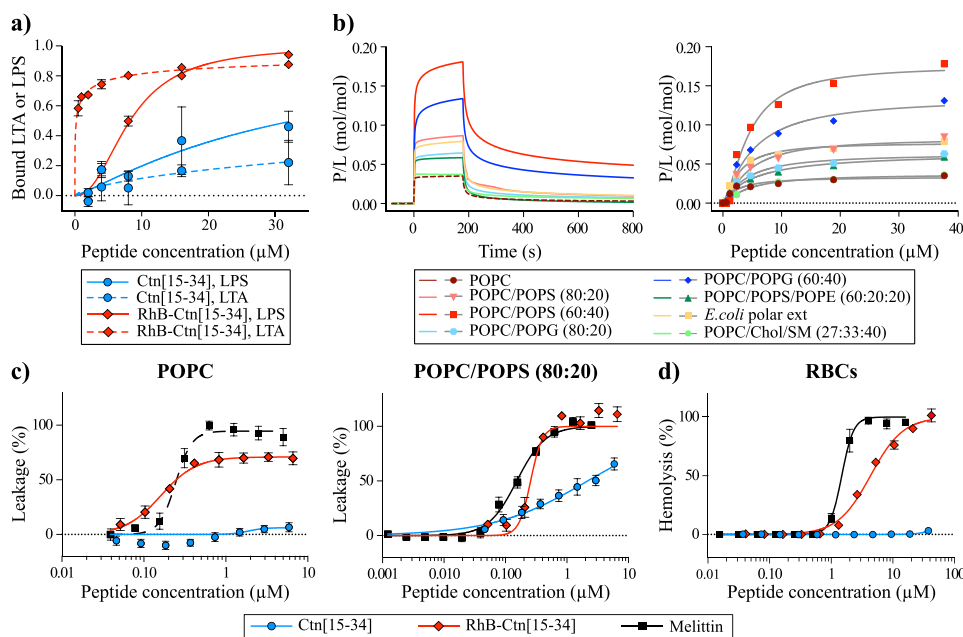 a)
Bound LTA or LPS
1.0
0.8
0.6
0.4
0.2
0.0
0
10
20
30
Peptide concentration (µM)
Ctn[15-34], LPS
Ctn[15-34], LTA
RhB-Ctn[15-34], LPS
RhB-Ctn[15-34], LTA
b)
P/L (mol/mol)
0.20
0.15
0.10
0.05
0.00
0
200
400
600
800
Time (s)
P/L (mol/mol)
0.20
0.15
0.10
0.05
0.00
0
10
20
30
40
Peptide concentration (µM)
POPC
POPC/POPS (80:20)
POPC/POPS (60:40)
POPC/POPG (80:20)
POPC/POPG (60:40)
POPC/POPS/POPE (60:20:20)
E.coli polar ext
POPC/Chol/SM (27:33:40)
c)
POPC
Leakage (%)
100
50
0
0.01
0.10
1
10
Peptide concentration (µM)
POPC/POPS (80:20)
Leakage (%)
100
50
0
0.001
0.01
0.1
1
10
Peptide concentration (µM)
d)
RBCs
Hemolysis (%)
100
50
0
0.01
0.10
1
10
100
Peptide concentration (µM)
Ctn[15-34]
RhB-Ctn[15-34]
Melittin